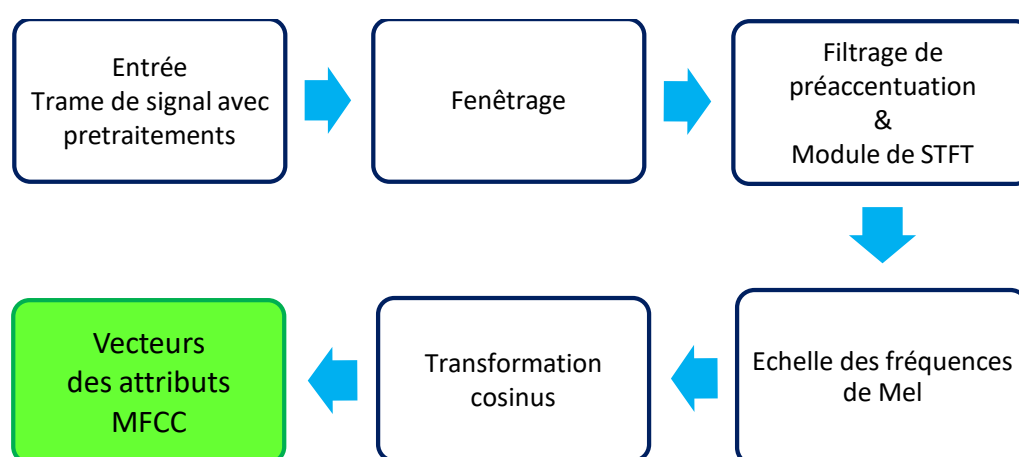 Entrée
Trame de signal avec
pretraitements
Fenêtrage
Filtrage de
préaccentuation
&
Module de STFT
Echelle des fréquences
de Mel
Transformation
cosinus
Vecteurs
des attributs
MFCC